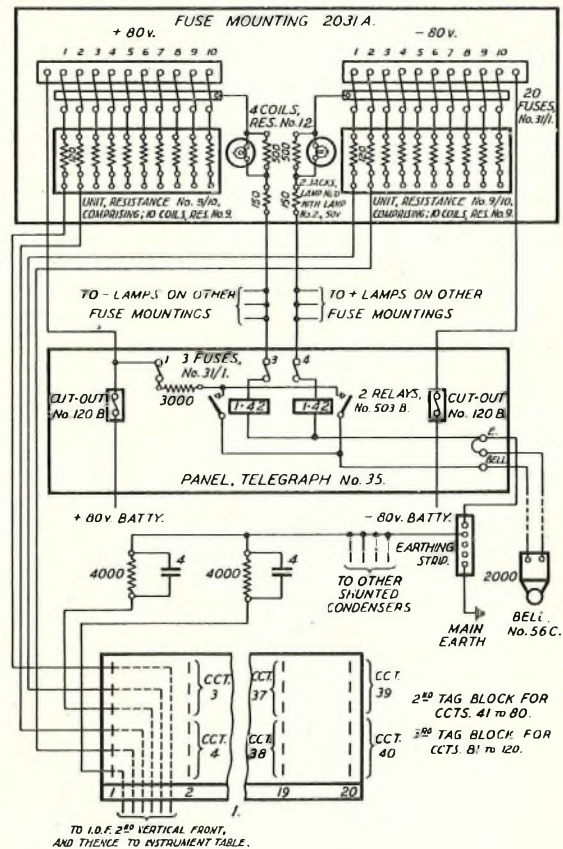 FUSE MOUNTING 2031A.
+ 80v.
- 80v.
1 2 3 4 5 6 7 8 9 10
1 2 3 4 5 6 7 8 9 10
20 FUSES,
No. 31/1.
4 COILS,
RES. No. 12
500
500
120
120
150
150
2 JACKS,
LAMP
WITH LAMP
No. 2, 50v
UNIT, RESISTANCE No. 9/10,
COMPRISING; 10 COILS, RES. No. 9.
UNIT, RESISTANCE No. 9/10,
COMPRISING; 10 COILS, RES. No. 9.
TO - LAMPS ON OTHER
FUSE MOUNTINGS
TO + LAMPS ON OTHER
FUSE MOUNTINGS
1
3 FUSES,
No. 31/1.
3
4
3000
CUT-OUT
No. 120 B
1·42
1·42
2 RELAYS,
No. 503 B.
CUT-OUT
No. 120 B.
E.
BELL
PANEL, TELEGRAPH No. 35.
+ 80v. BATTY.
- 80v. BATTY.
4000
4
4000
4
EARTHING
STRIP.
TO OTHER
SHUNTED
CONDENSERS
2000
MAIN
EARTH
BELL
No. 56C.
CCT.
3
CCT.
37
CCT.
39
CCT.
4
CCT.
38
CCT.
40
2ND TAG BLOCK FOR
CCTS. 41 TO 80.
3RD TAG BLOCK FOR
CCTS. 81 TO 120.
1 2 19 20
1.
TO I.D.F. 2ND VERTICAL FRONT,
AND THENCE TO INSTRUMENT TABLE.